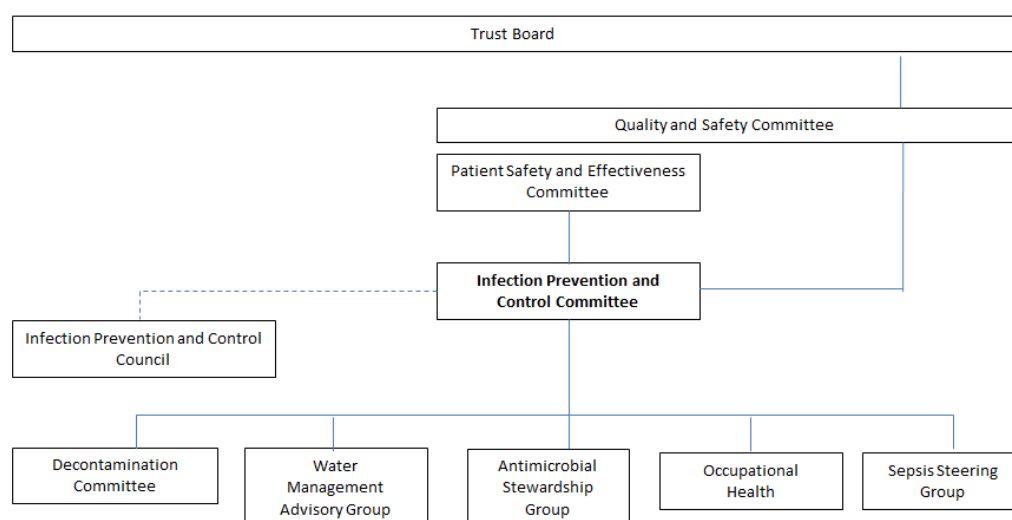 Trust Board
Quality and Safety Committee
Patient Safety and Effectiveness
Committee
Infection Prevention and
Control Committee
Infection Prevention and Control
Council
Decontamination
Committee
Water
Management
Advisory Group
Antimicrobial
Stewardship
Group
Occupational
Health
Sepsis Steering
Group